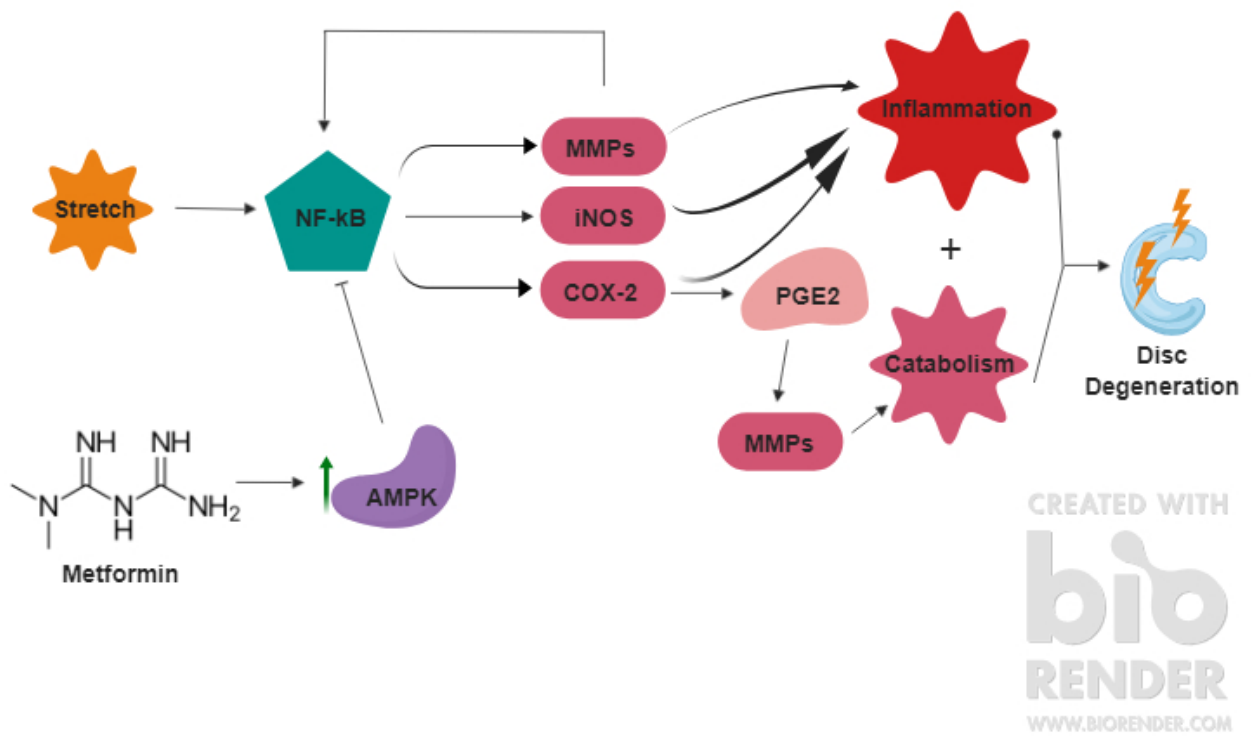 Stretch
NF-kB
MMPs
iNOS
COX-2
PGE2
MMPs
Inflammation
+
Catabolism
Disc
Degeneration
NH NH
N N NH2
H
Metformin
AMPK
CREATED WITH
bio
RENDER
WWW.BIORENDER.COM